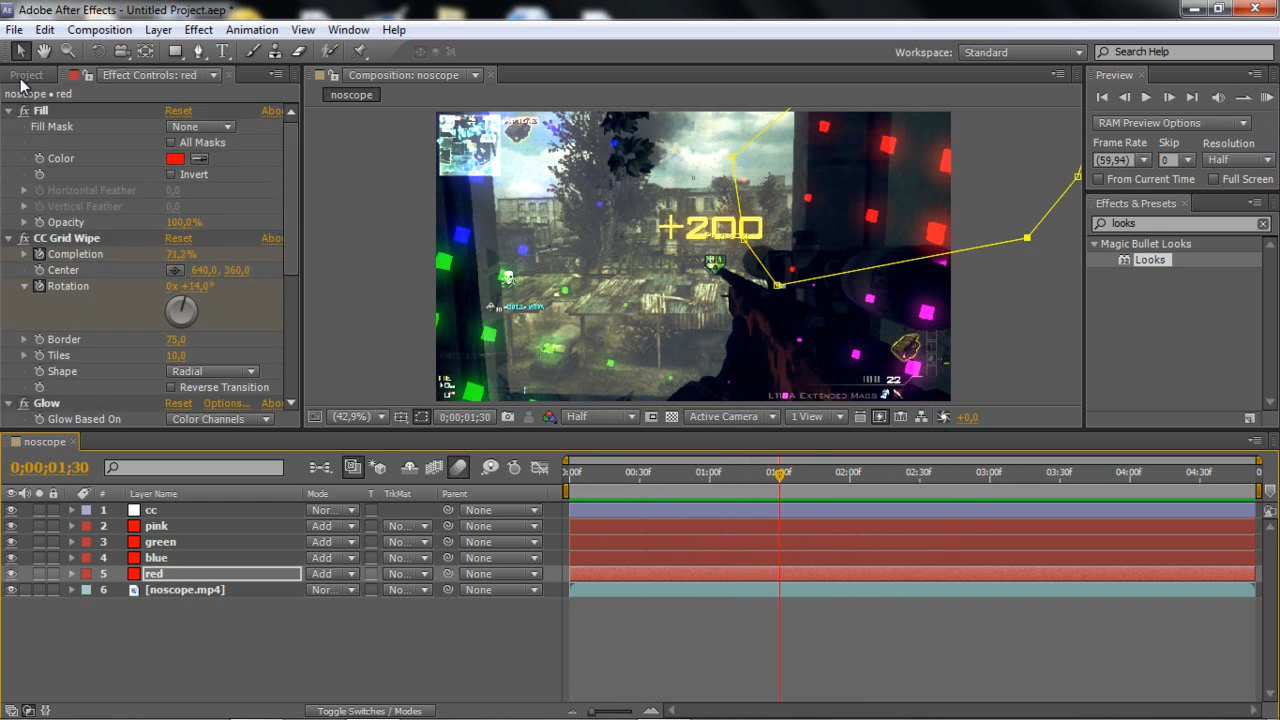 Adobe After Effects - Untitled Project.aep *
File Edit Composition Layer Effect Animation View Window Help
Workspace: Standard
Search Help
Project
Effect Controls: red
Composition: noscope
Preview
noscope • red
noscope
Fill Reset Abo
Fill Mask None
All Masks
Color
Invert
Horizontal Feather 0,0
Vertical Feather 0,0
Opacity 100,0%
CC Grid Wipe Reset Abo
Completion 71,2%
Center 640,0, 360,0
Rotation 0x +14,0°
Border 75,0
Tiles 10,0
Shape Radial
Reverse Transition
Glow Reset Options... Abo
Glow Based On Color Channels
+200
22
L118A Extended Mags
(42,9%) 0;00;01;30 Half Active Camera 1 View +0,0
RAM Preview Options
Frame Rate Skip Resolution
(59,94) 0 Half
From Current Time Full Screen
Effects & Presets
looks
Magic Bullet Looks
32 Looks
noscope
0;00;01;30
:00f 00:30f 01:00f 01:30f 02:00f 02:30f 03:00f 03:30f 04:00f 04:30f 0
# Layer Name Mode T TrkMat Parent
1 cc Nor... None
2 pink Add No... None
3 green Add No... None
4 blue Add No... None
5 red Add No... None
6 [noscope.mp4] Nor... No... None
Toggle Switches / Modes